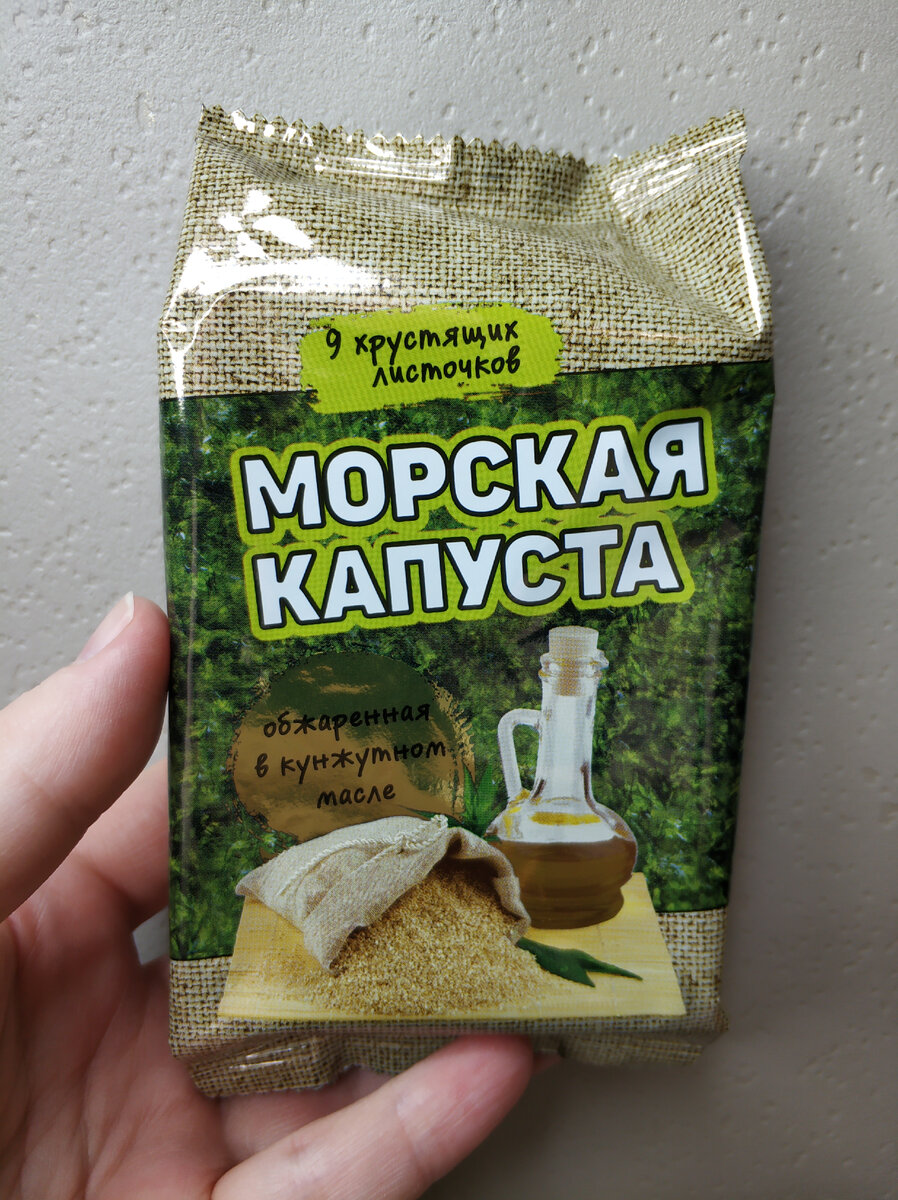 9 хрустящих
листочков
МОРСКАЯ
КАПУСТА
обжаренная
в кунжутном
масле